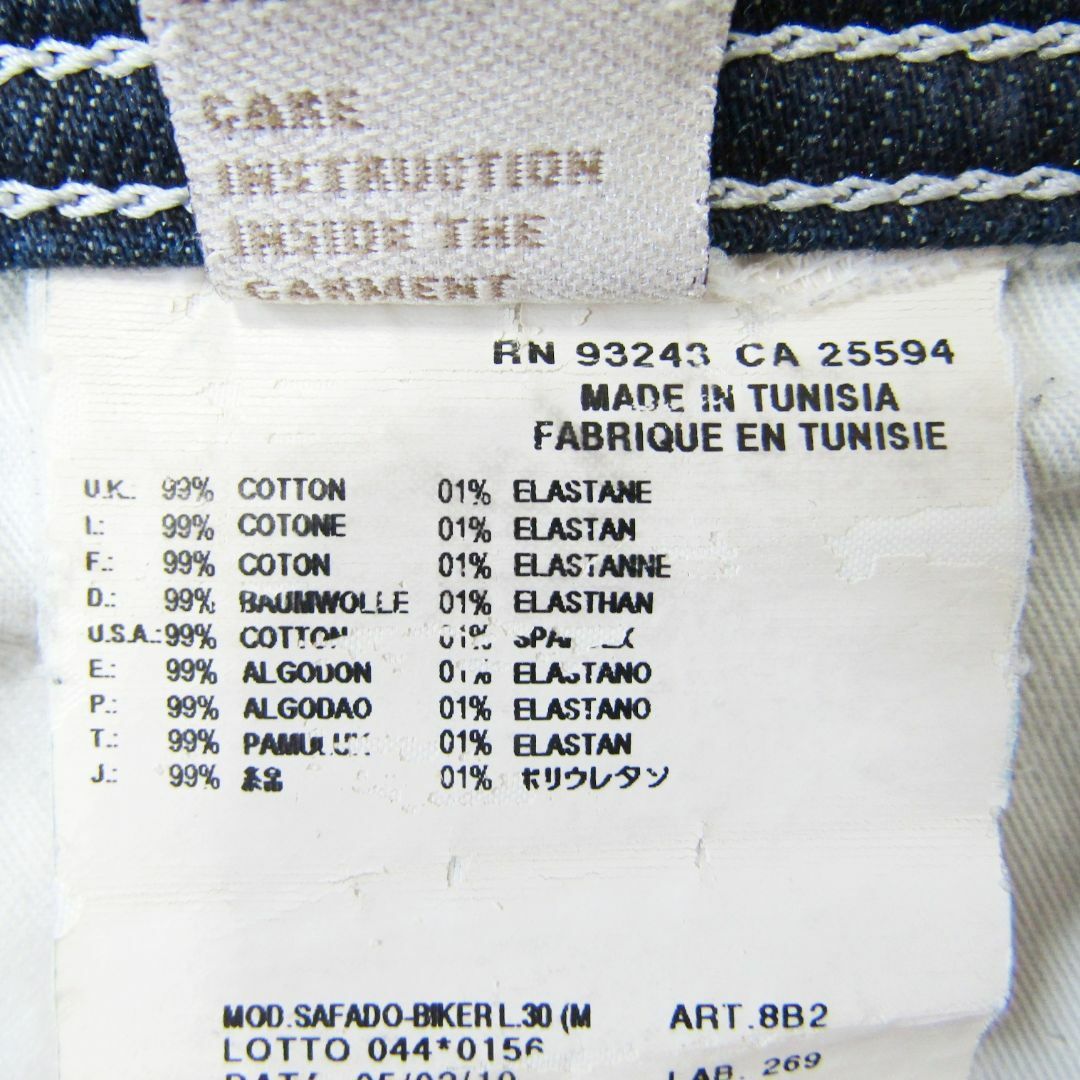 CARE
INSTRUCTION
INSIDE THE
GARMENT
RN 93243 CA 25594
MADE IN TUNISIA
FABRIQUE EN TUNISIE
U.K.: 99% COTTON 01% ELASTANE
I.: 99% COTONE 01% ELASTAN
F.: 99% COTON 01% ELASTANNE
D.: 99% BAUMWOLLE 01% ELASTHAN
U.S.A.: 99% COTTON 01%
E.: 99% ALGODON 01% ELASTANO
P.: 99% ALGODAO 01% ELASTANO
T.: 99% 01% ELASTAN
J.: 99% 01% ポリウレタン
MOD.SAFADO-BIKER L.30 (M ART.8B2
LOTTO 044*0156
LAB. 269